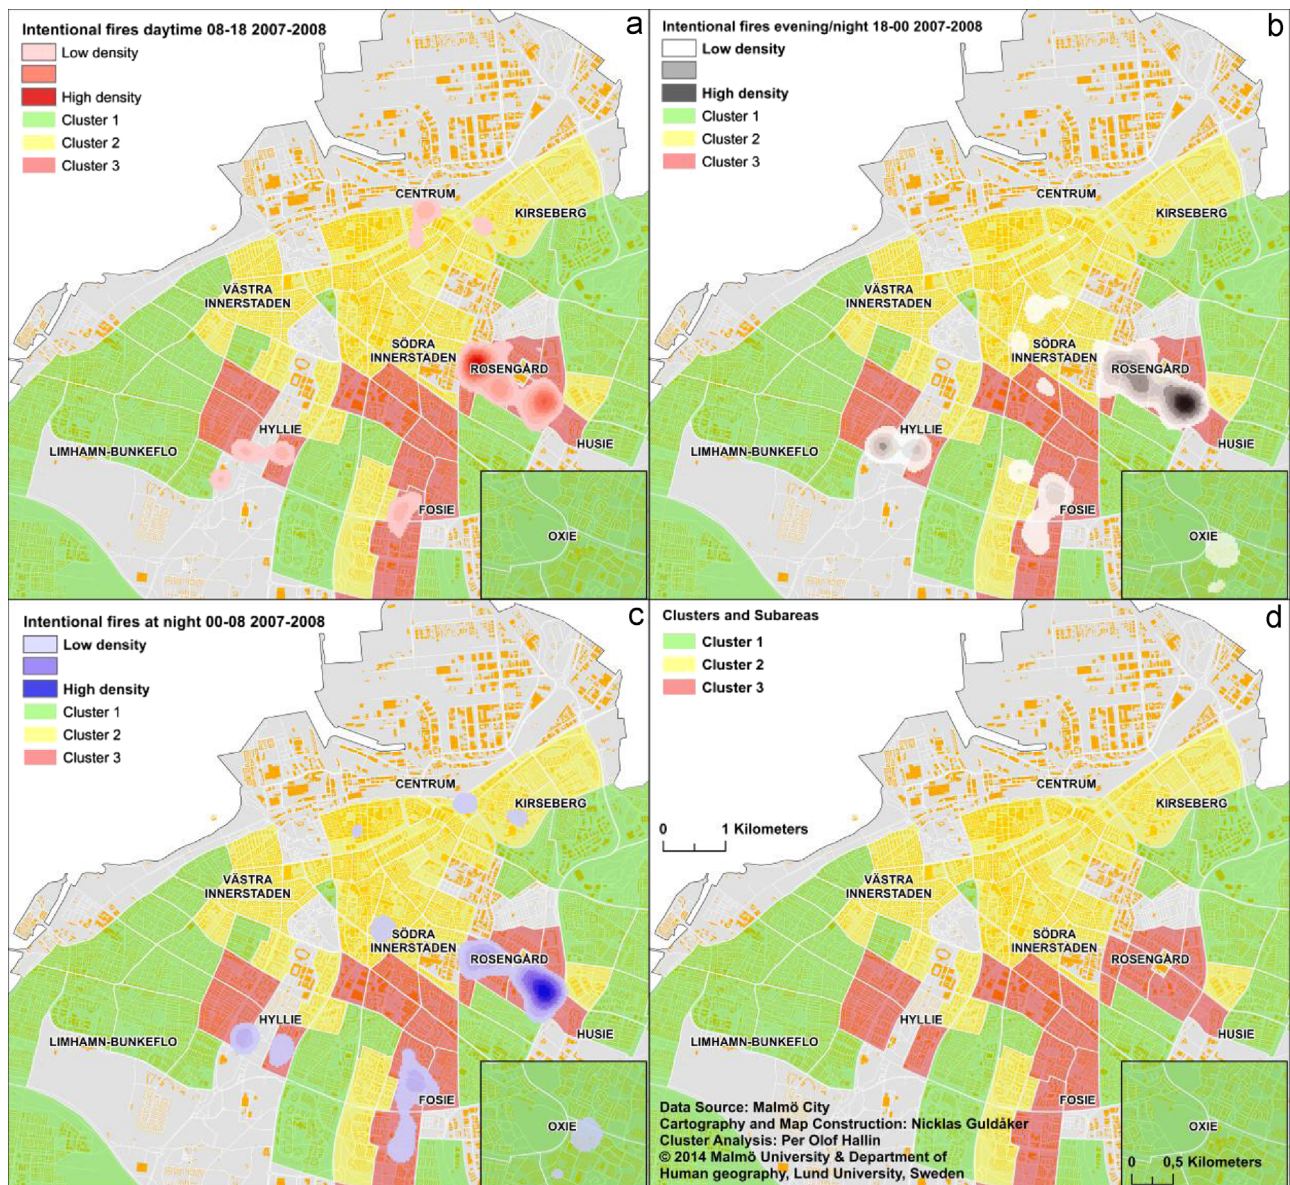 Intentional fires daytime 08-18 2007-2008
a
Low density
High density
Cluster 1
Cluster 2
Cluster 3
CENTRUM
KIRSEBERG
VÄSTRA
INNERSTADEN
SÖDRA
INNERSTADEN
ROSENGÅRD
HYLLIE
LIMHAMN-BUNKEFLO
HUSIE
FOSIE
OXIE
Intentional fires evening/night 18-00 2007-2008
b
Low density
High density
Cluster 1
Cluster 2
Cluster 3
CENTRUM
KIRSEBERG
VÄSTRA
INNERSTADEN
SÖDRA
INNERSTADEN
ROSENGÅRD
HYLLIE
LIMHAMN-BUNKEFLO
HUSIE
FOSIE
OXIE
Intentional fires at night 00-08 2007-2008
c
Low density
High density
Cluster 1
Cluster 2
Cluster 3
CENTRUM
KIRSEBERG
VÄSTRA
INNERSTADEN
SÖDRA
INNERSTADEN
ROSENGÅRD
HYLLIE
LIMHAMN-BUNKEFLO
HUSIE
FOSIE
OXIE
Clusters and Subareas
d
Cluster 1
Cluster 2
Cluster 3
CENTRUM
KIRSEBERG
0 1 Kilometers
VÄSTRA
INNERSTADEN
SÖDRA
INNERSTADEN
ROSENGÅRD
HYLLIE
LIMHAMN-BUNKEFLO
HUSIE
FOSIE
OXIE
Data Source: Malmö City
Cartography and Map Construction: Nicklas Guldåker
Cluster Analysis: Per Olof Hallin
© 2014 Malmö University & Department of
Human geography, Lund University, Sweden
0 0,5 Kilometers